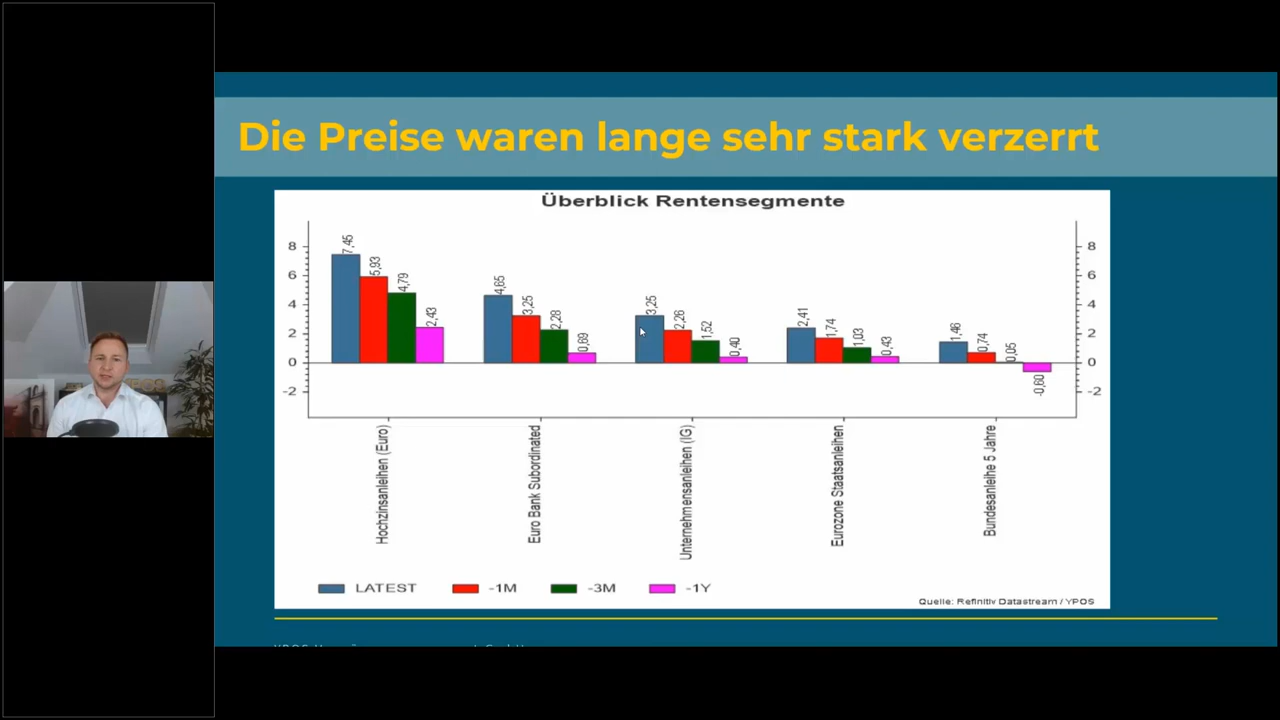 Die Preise waren lange sehr stark verzerrt
Überblick Rentensegmente
8
6
4
2
0
-2
8
6
4
2
0
-2
7,45
5,93
4,79
2,43
4,65
3,25
2,28
0,69
3,25
2,26
1,52
0,40
2,41
1,74
1,03
0,43
1,46
0,74
0,05
-0,60
Hochzinsanleihen (Euro)
Euro Bank Subordinated
Unternehmensanleihen (IG)
Eurozone Staatsanleihen
Bundesanleihe 5 Jahre
LATEST
-1M
-3M
-1Y
Quelle: Refinitiv Datastream / YPOS